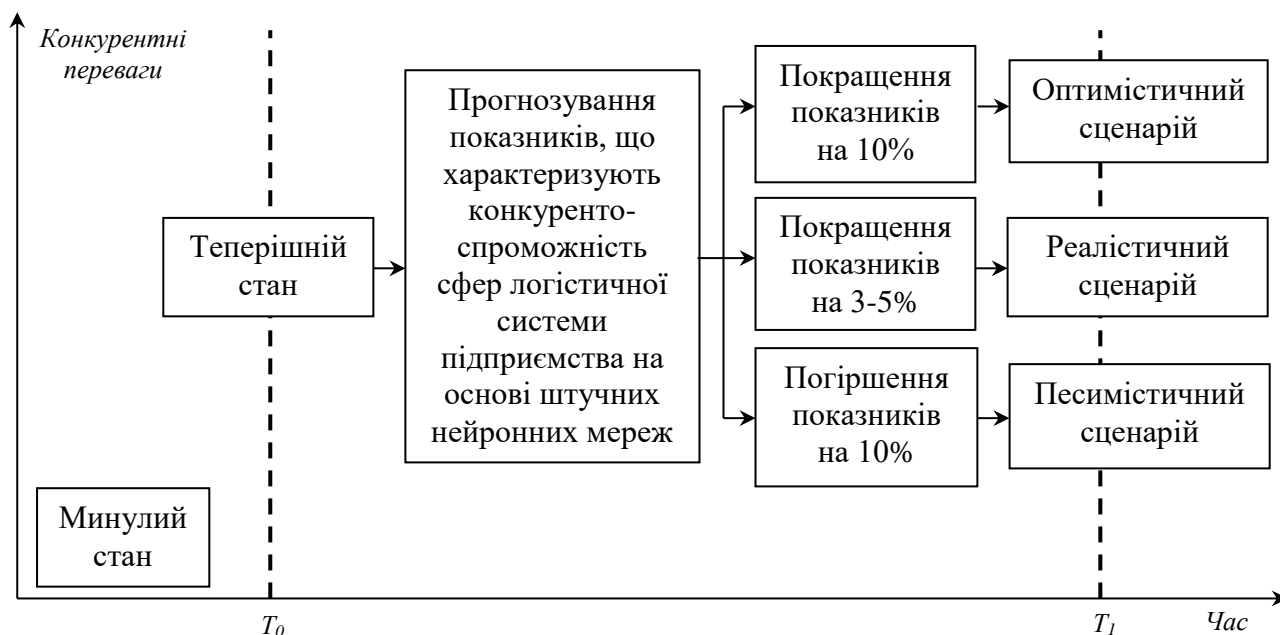 Конкурентні
переваги
Минулий
стан
Теперішній
стан
Прогнозування
показників, що
характеризують
конкуренто-
спроможність
сфер логістичної
системи
підприємства на
основі штучних
нейронних мереж
Покращення
показників
на 10%
Оптимістичний
сценарій
Покращення
показників
на 3-5%
Реалістичний
сценарій
Погіршення
показників
на 10%
Песимістичний
сценарій
T0
T1
Час